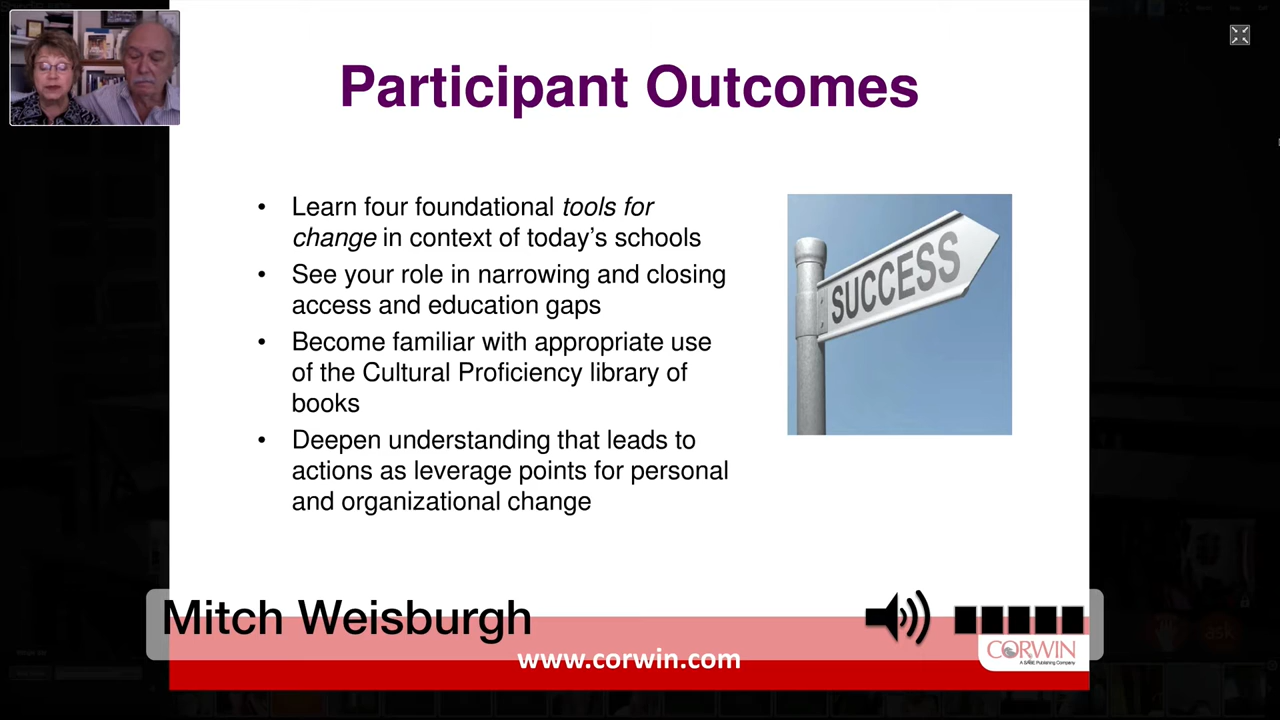 Participant Outcomes
• Learn four foundational tools for
change in context of today's schools
• See your role in narrowing and closing
access and education gaps
• Become familiar with appropriate use
of the Cultural Proficiency library of
books
• Deepen understanding that leads to
actions as leverage points for personal
and organizational change
SUCCESS
Mitch Weisburgh
www.corwin.com
CORWIN
A SAGE Publishing Company
ask